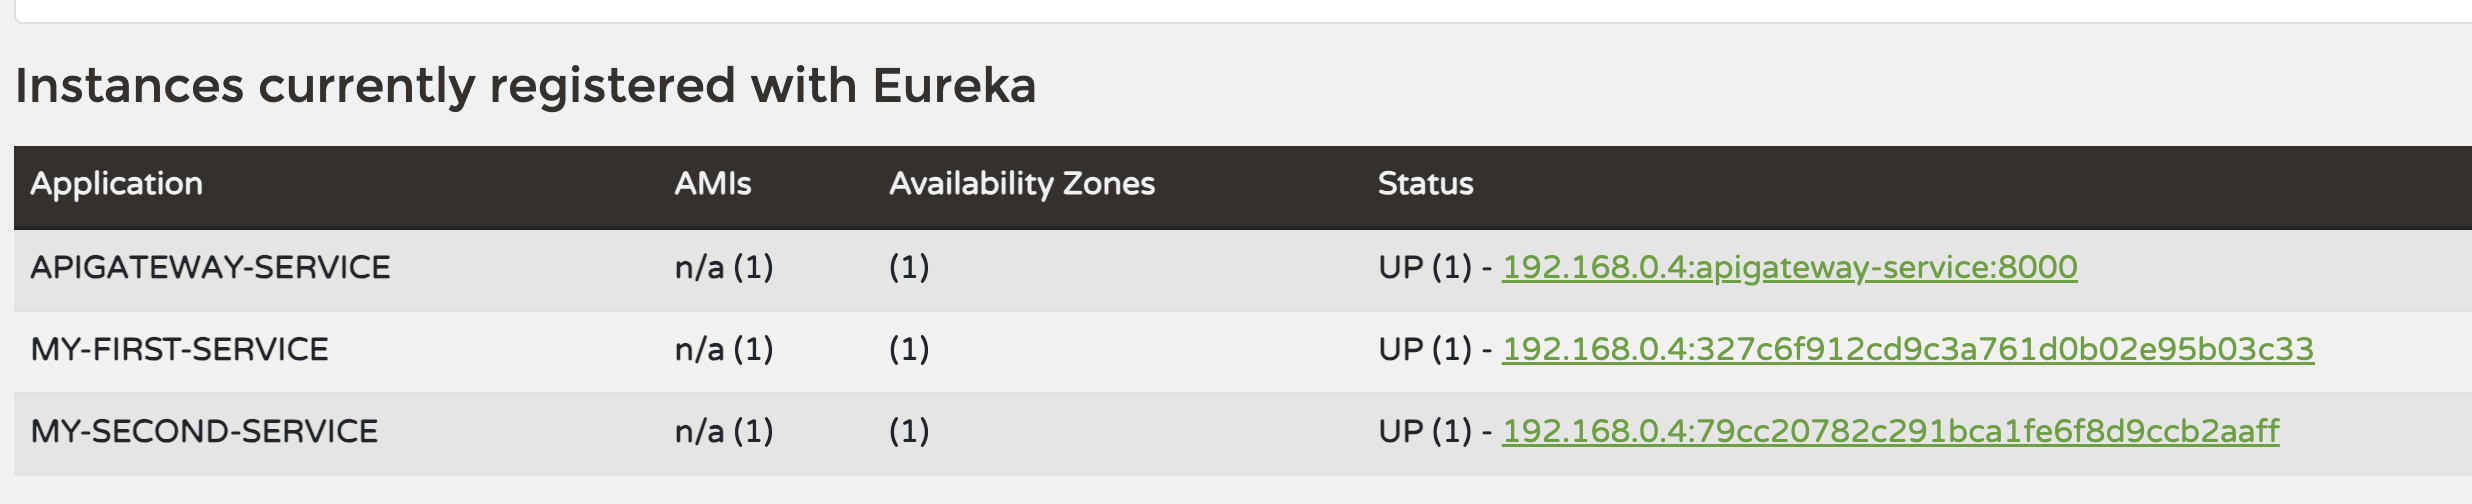 Instances currently registered with Eureka
Application AMIs Availability Zones Status
APIGATEWAY-SERVICE n/a (1) (1) UP (1) - 192.168.0.4:apigateway-service:8000
MY-FIRST-SERVICE n/a (1) (1) UP (1) - 192.168.0.4:327c6f912cd9c3a761d0b02e95b03c33
MY-SECOND-SERVICE n/a (1) (1) UP (1) - 192.168.0.4:79cc20782c291bca1fe6f8d9ccb2aaff